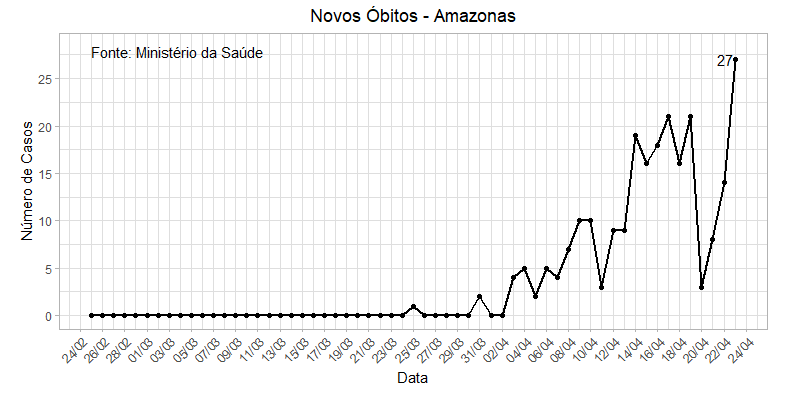 Novos Óbitos - Amazonas
Fonte: Ministério da Saúde
27
Número de Casos
25
20
15
10
5
0
24/02 26/02 28/02 01/03 03/03 05/03 07/03 09/03 11/03 13/03 15/03 17/03 19/03 21/03 23/03 25/03 27/03 29/03 31/03 02/04 04/04 06/04 08/04 10/04 12/04 14/04 16/04 18/04 20/04 22/04 24/04
Data